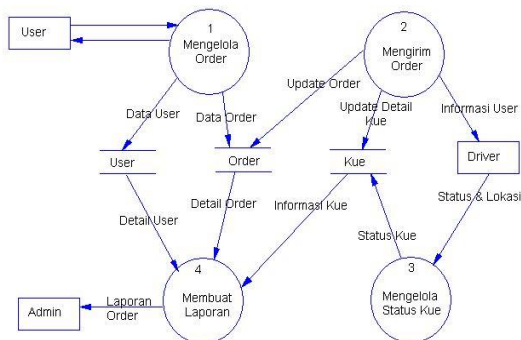 User
1
Mengelola
Order
2
Mengirim
Order
Update Order
Data User
Data Order
Update Detail
Kue
Informasi User
User
Order
Kue
Driver
Detail User
Detail Order
Informasi Kue
Status Kue
Status & Lokasi
4
Membuat
Laporan
3
Mengelola
Status Kue
Admin
Laporan
Order